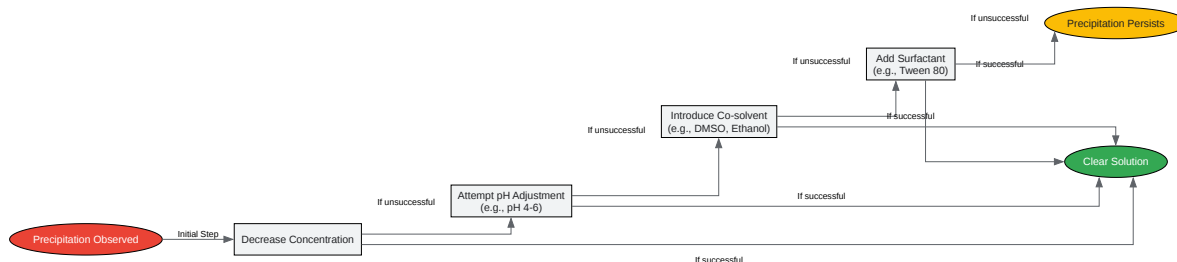 If unsuccessful
Precipitation Persists
If unsuccessful
Add Surfactant
(e.g., Tween 80)
If successful
Introduce Co-solvent
(e.g., DMSO, Ethanol)
If successful
If unsuccessful
Clear Solution
Attempt pH Adjustment
(e.g., pH 4-6)
If successful
If unsuccessful
Precipitation Observed
Initial Step
Decrease Concentration
If successful